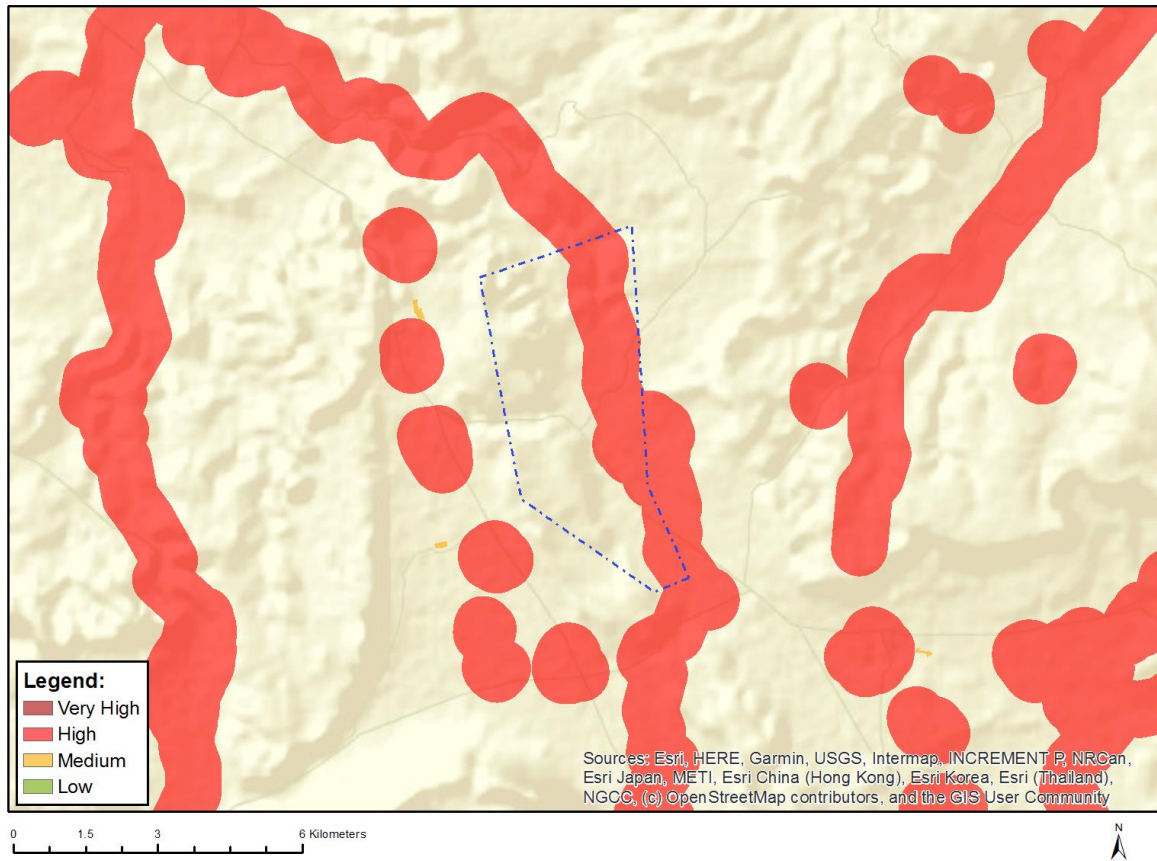 Legend:
Very High
High
Medium
Low
Sources: Esri, HERE, Garmin, USGS, Intermap, INCREMENT P, NRCan,
Esri Japan, METI, Esri China (Hong Kong), Esri Korea, Esri (Thailand),
NGCC, (c) OpenStreetMap contributors, and the GIS User Community
0 1.5 3 6 Kilometers
N